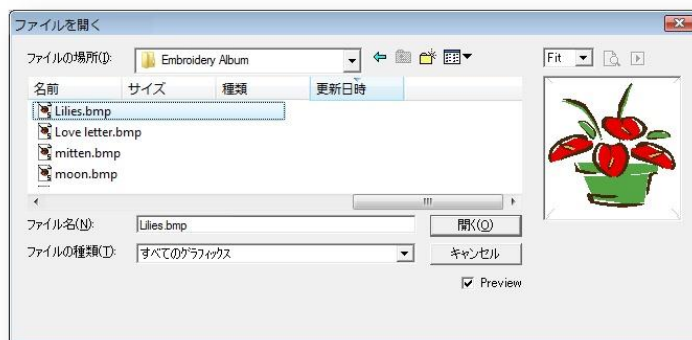 ファイルを開く
ファイルの場所(I):
Embroidery Album
Fit
名前 サイズ 種類 更新日時
Lilies.bmp
Love letter.bmp
mitten.bmp
moon.bmp
ファイル名(N): Lilies.bmp 開く(O)
ファイルの種類(T): すべてのグラフィックス キャンセル
Preview